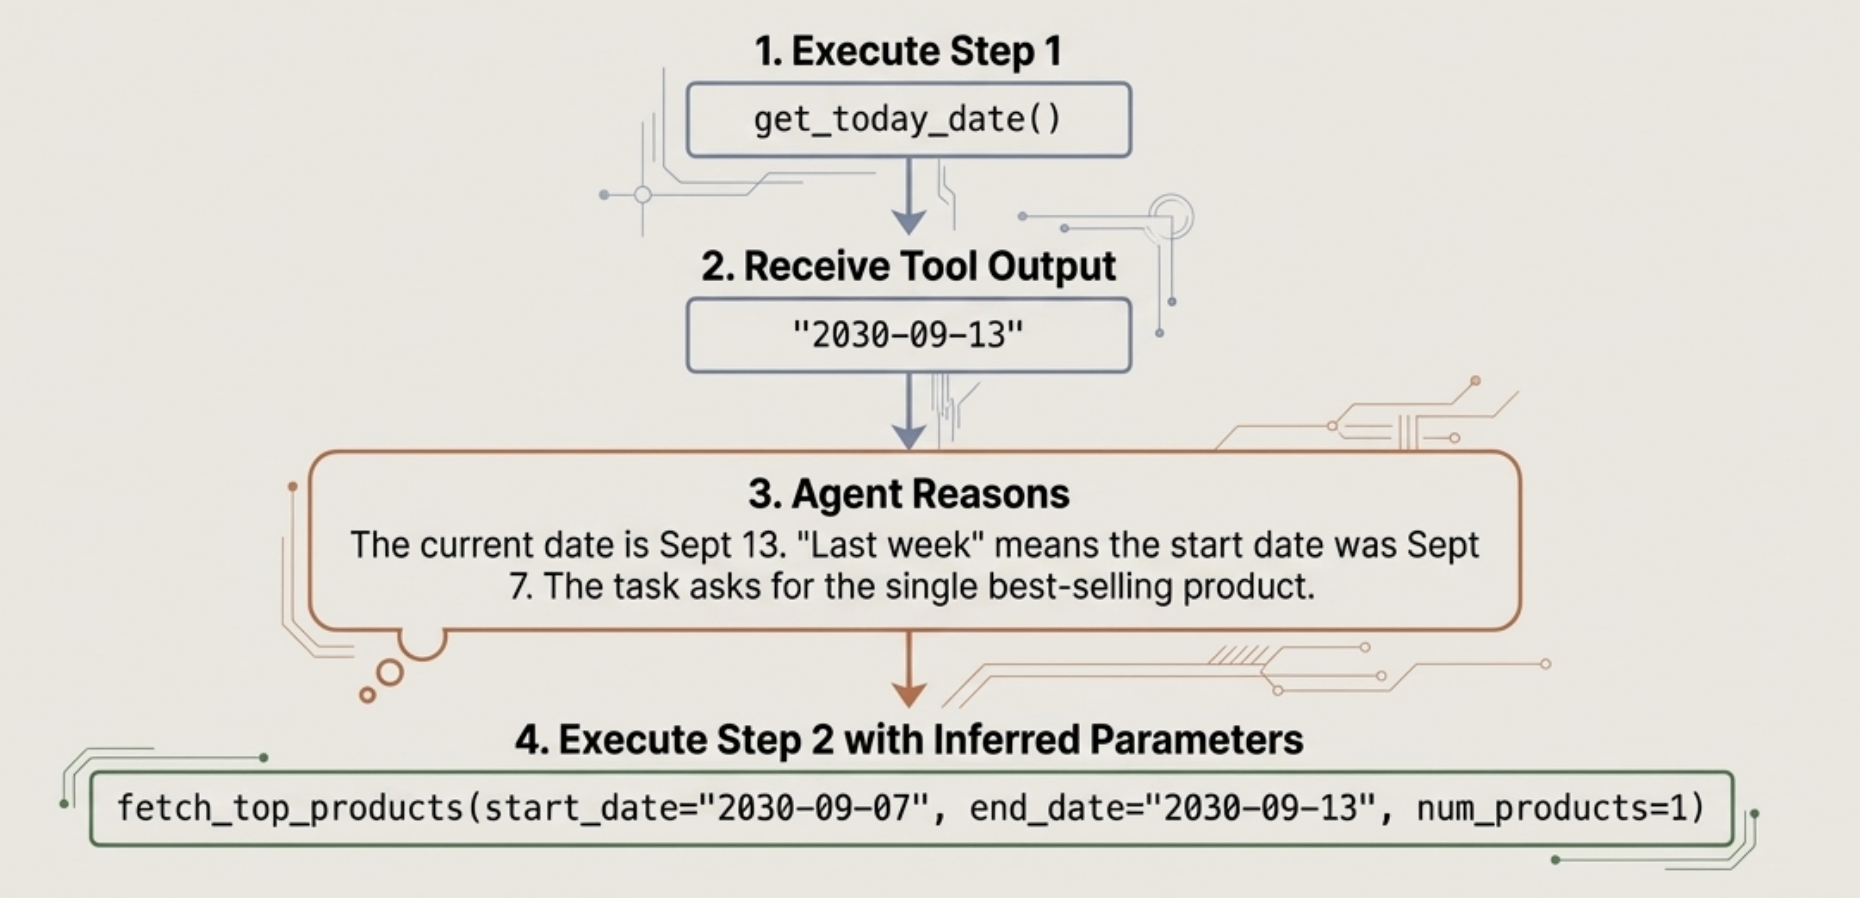 1. Execute Step 1
get_today_date()
2. Receive Tool Output
"2030-09-13"
3. Agent Reasons
The current date is Sept 13. "Last week" means the start date was Sept
7. The task asks for the single best-selling product.
4. Execute Step 2 with Inferred Parameters
fetch_top_products(start_date="2030-09-07", end_date="2030-09-13", num_products=1)